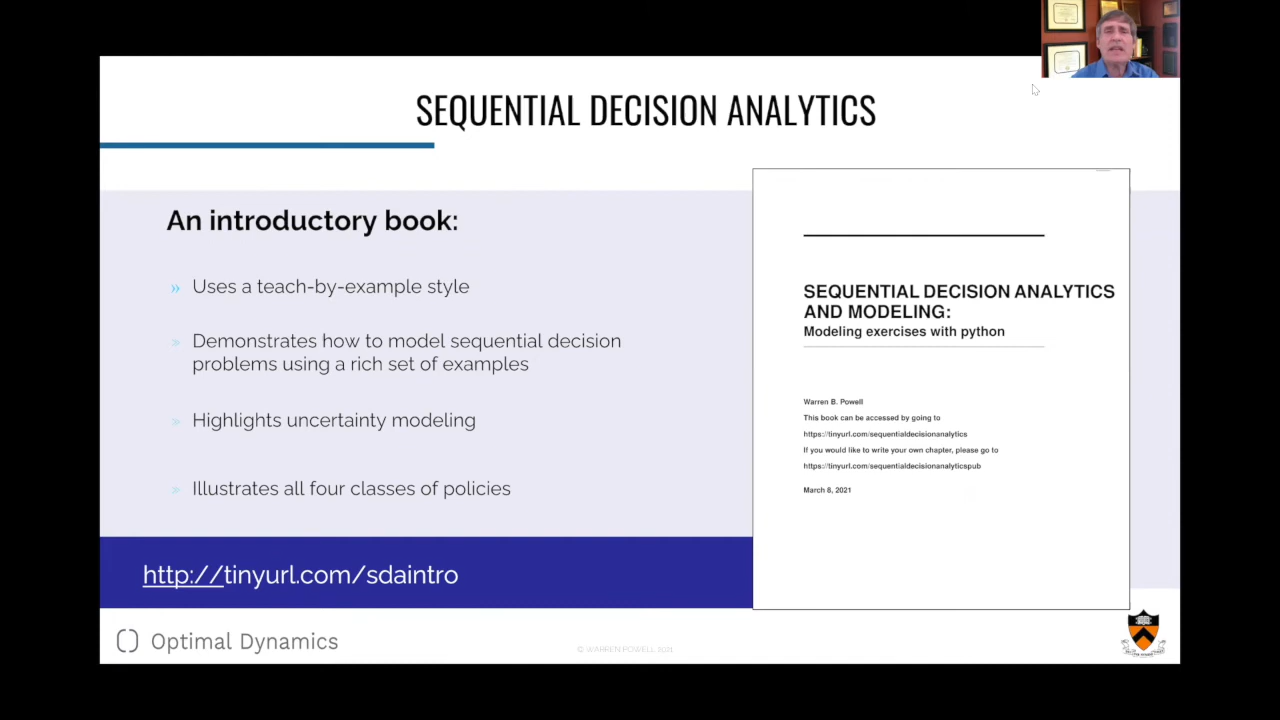 SEQUENTIAL DECISION ANALYTICS
An introductory book:
» Uses a teach-by-example style
» Demonstrates how to model sequential decision
problems using a rich set of examples
» Highlights uncertainty modeling
» Illustrates all four classes of policies
http://tinyurl.com/sdaintro
SEQUENTIAL DECISION ANALYTICS
AND MODELING:
Modeling exercises with python
Warren B. Powell
This book can be accessed by going to
https://tinyurl.com/sequentialdecisionanalytics
If you would like to write your own chapter, please go to
https://tinyurl.com/sequentialdecisionanalyticspub
March 8, 2021
Optimal Dynamics
© WARREN POWELL 2021